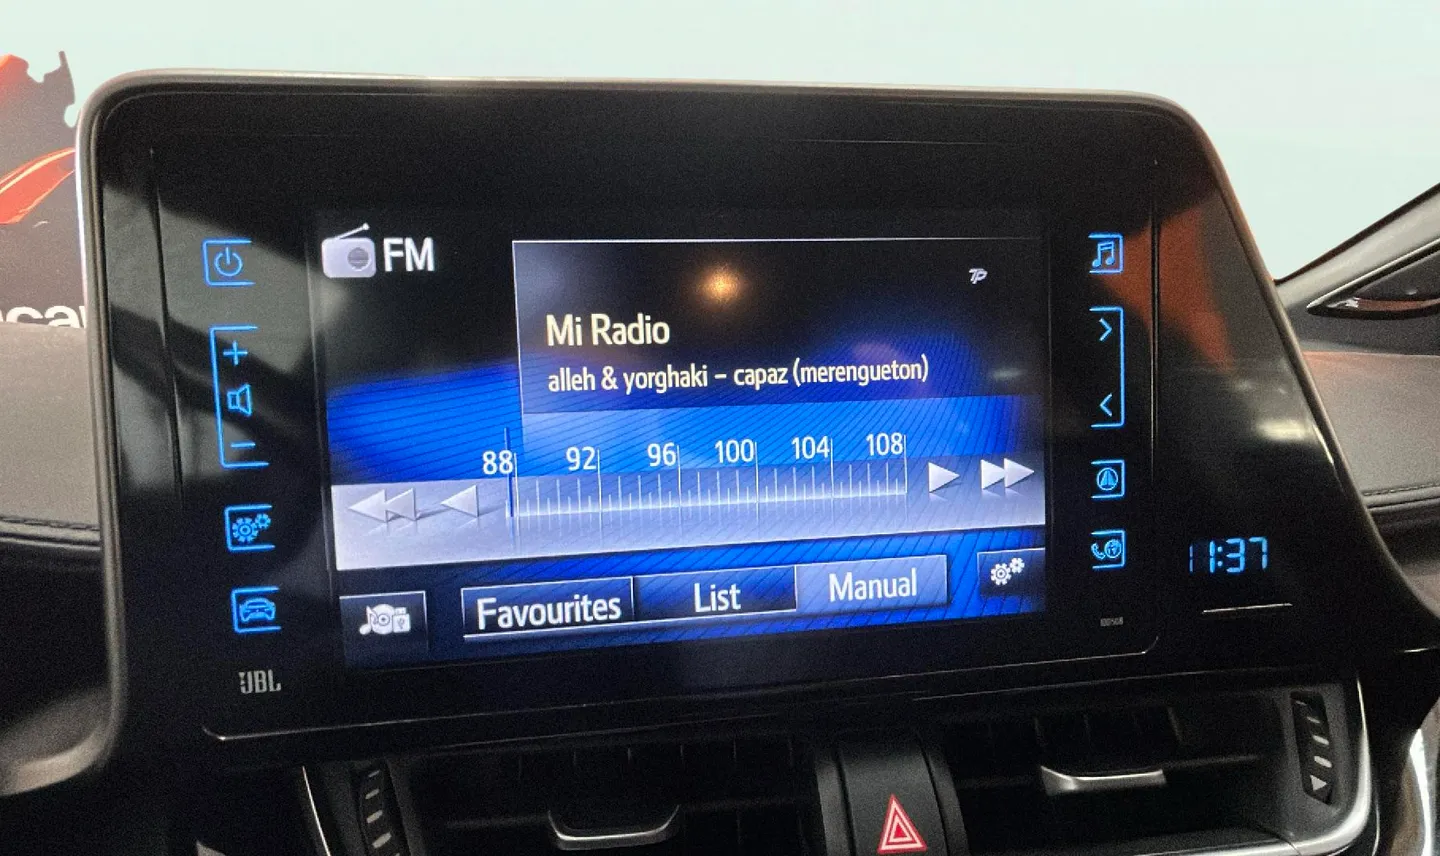 FM
TP
Mi Radio
alleh & yorghaki - capaz (merengueton)
88 92 96 100 104 108
Favourites List Manual
JBL
11:37